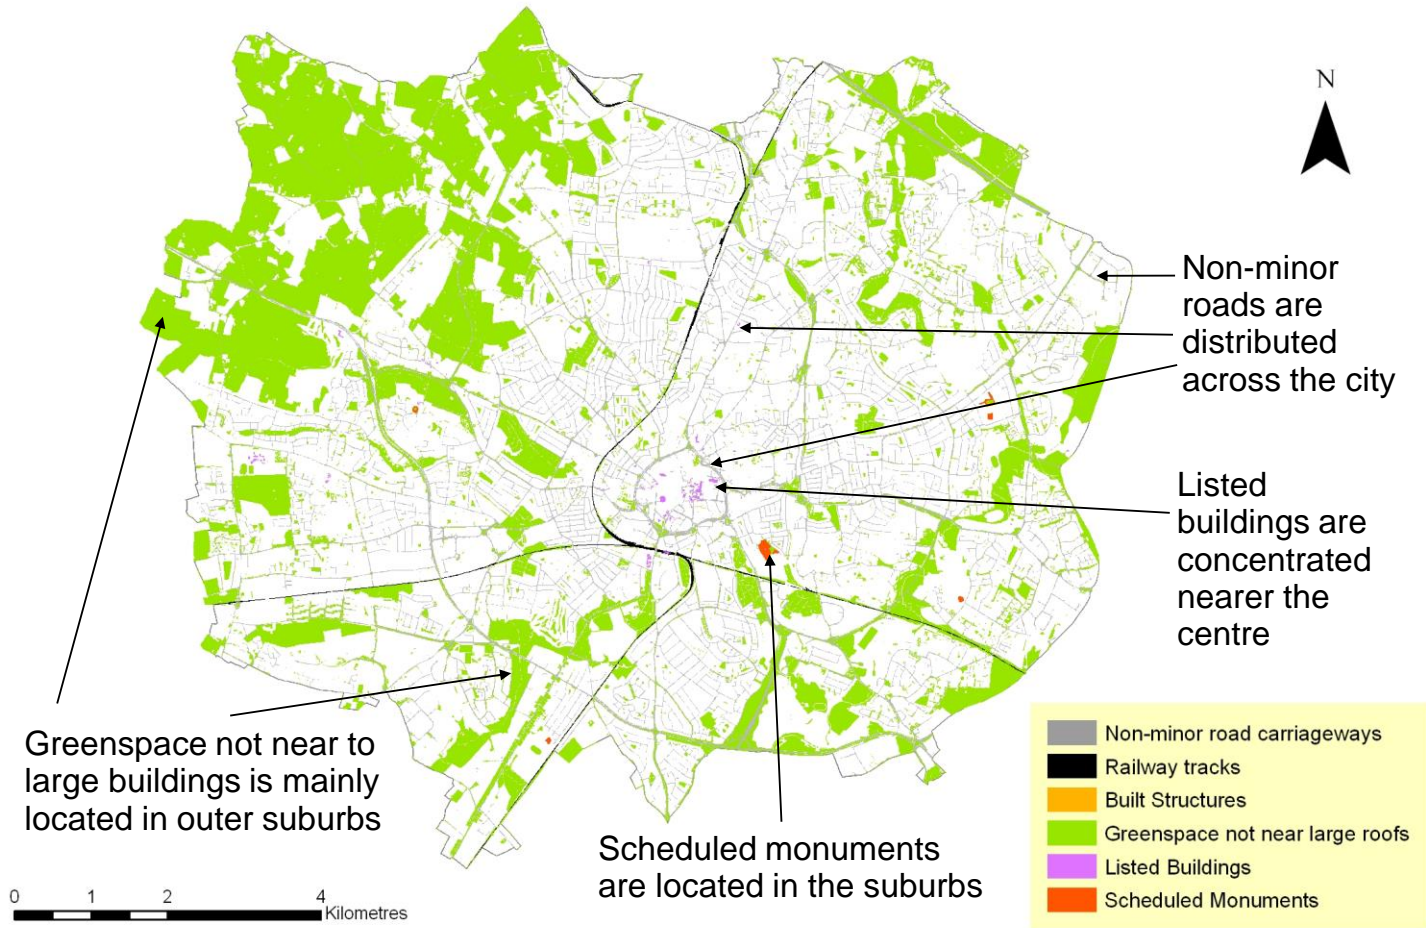 N
Non-minor
roads are
distributed
across the city
Listed
buildings are
concentrated
nearer the
centre
Greenspace not near to
large buildings is mainly
located in outer suburbs
Scheduled monuments
are located in the suburbs
Non-minor road carriageways
Railway tracks
Built Structures
Greenspace not near large roofs
Listed Buildings
Scheduled Monuments
0 1 2 4
Kilometres